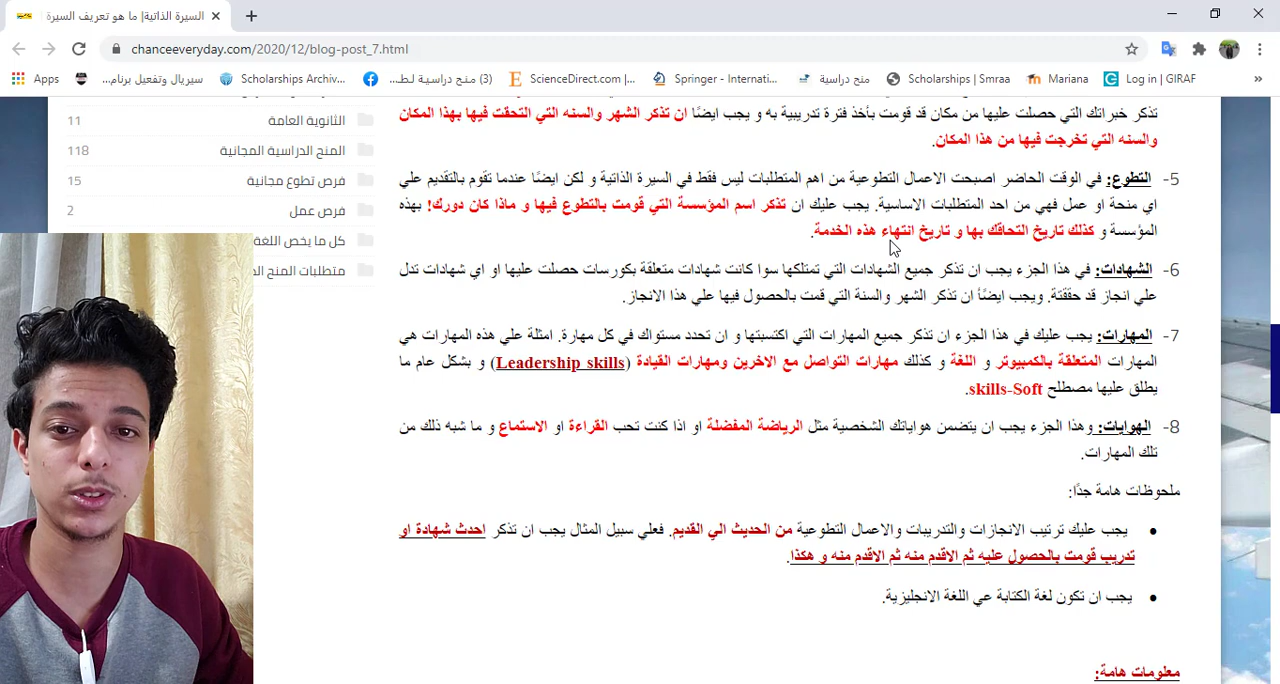 السيرة الذاتية| ما هو تعريف السيرة
chanceeveryday.com/2020/12/blog-post_7.html
Apps
سيريال وتفعيل برنام...
Scholarships Archiv...
(3) منح دراسية لطـ...
ScienceDirect.com |...
Springer - Internati...
منح دراسية
Scholarships | Smraa
Mariana
Log in | GIRAF
»
الثانوية العامة 11
المنح الدراسية المجانية 118
فرص تطوع مجانية 15
فرص عمل 2
كل ما يخص اللغة
متطلبات المنح الد
تذكر خبراتك التي حصلت عليها من مكان قد قومت بأخذ فترة تدريبية به و يجب ايضًا ان تذكر الشهر والسنه التي التحقت فيها بهذا المكان
والسنه التي تخرجت فيها من هذا المكان.
5- التطوع: في الوقت الحاضر اصبحت الاعمال التطوعية من اهم المتطلبات ليس فقط في السيرة الذاتية و لكن ايضًا عندما تقوم بالتقديم علي
اي منحة او عمل فهي من احد المتطلبات الاساسية. يجب عليك ان تذكر اسم المؤسسة التي قومت بالتطوع فيها و ماذا كان دورك! بهذه
المؤسسة و كذلك تاريخ التحاقك بها و تاريخ انتهاء هذه الخدمة.
6- الشهادات: في هذا الجزء يجب ان تذكر جميع الشهادات التي تمتلكها سوا كانت شهادات متعلقة بكورسات حصلت عليها او اي شهادات تدل
علي انجاز قد حققتة. ويجب ايضًا ان تذكر الشهر والسنة التي قمت بالحصول فيها علي هذا الانجاز.
7- المهارات: يجب عليك في هذا الجزء ان تذكر جميع المهارات التي اكتسبتها و ان تحدد مستواك في كل مهارة. امثلة علي هذه المهارات هي
المهارات المتعلقة بالكمبيوتر و اللغة و كذلك مهارات التواصل مع الاخرين ومهارات القيادة (Leadership skills) و بشكل عام ما
يطلق عليها مصطلح skills-Soft.
8- الهوايات: وهذا الجزء يجب ان يتضمن هواياتك الشخصية مثل الرياضة المفضلة او اذا كنت تحب القراءة او الاستماع و ما شبه ذلك من
تلك المهارات.
ملحوظات هامة جدًا:
• يجب عليك ترتيب الانجازات والتدريبات والاعمال التطوعية من الحديث الي القديم. فعلي سبيل المثال يجب ان تذكر احدث شهادة او
تدريب قومت بالحصول عليه ثم الاقدم منه ثم الاقدم منه و هكذا.
• يجب ان تكون لغة الكتابة عي اللغة الانجليزية.
معلومات هامة: